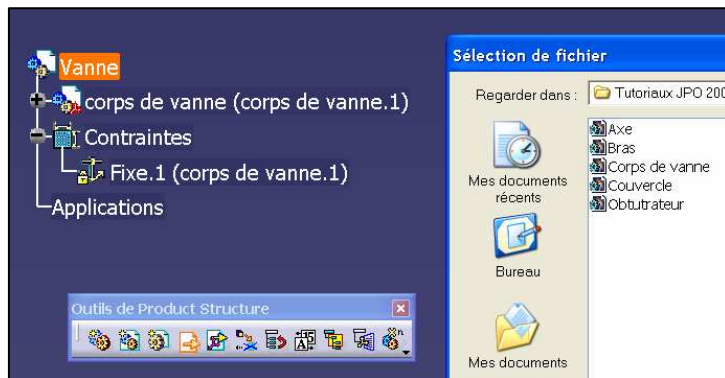 Vanne
corps de vanne (corps de vanne.1)
Contraintes
Fixe.1 (corps de vanne.1)
Applications
Outils de Product Structure
Sélection de fichier
Regarder dans :
Tutoriaux JPO 200
Mes documents
récents
Bureau
Mes documents
Axe
Bras
Corps de vanne
Couvercle
Obtutrateur